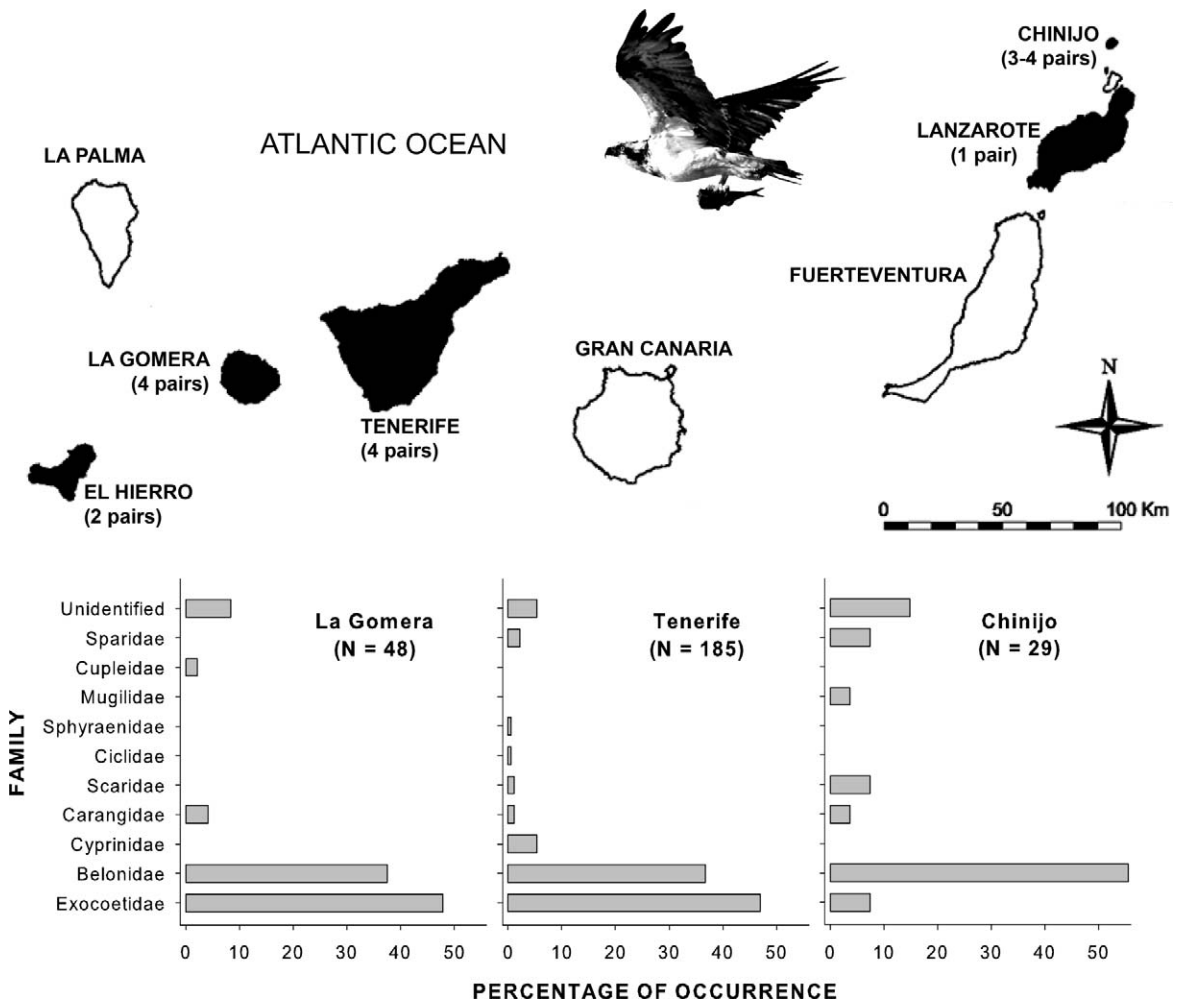 CHINIJO
(3-4 pairs)
LANZAROTE
(1 pair)
ATLANTIC OCEAN
LA PALMA
FUERTEVENTURA
LA GOMERA
(4 pairs)
GRAN CANARIA
TENERIFE
(4 pairs)
N
EL HIERRO
(2 pairs)
0 50 100 Km
FAMILY
Unidentified
Sparidae
Cupleidae
Mugilidae
Sphyraenidae
Ciclidae
Scaridae
Carangidae
Cyprinidae
Belonidae
Exocoetidae
La Gomera
(N = 48)
0 10 20 30 40 50
Tenerife
(N = 185)
0 10 20 30 40 50
Chinijo
(N = 29)
0 10 20 30 40 50
PERCENTAGE OF OCCURRENCE